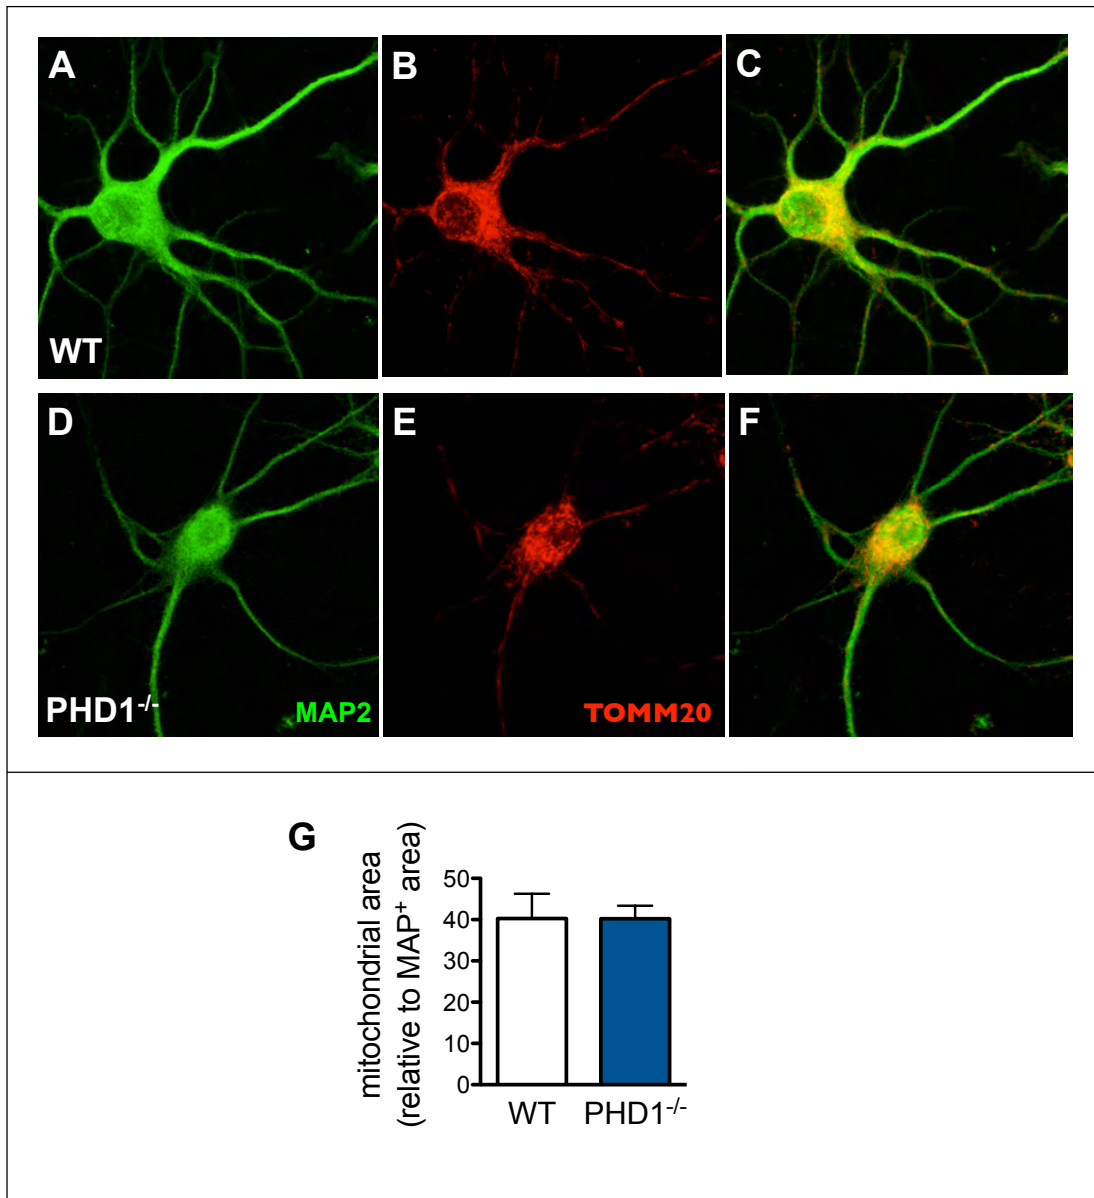 A
B
C
WT
D
E
F
PHD1-/-
MAP2
TOMM20
G
mitochondrial area
(relative to MAP+ area)
50
40
30
20
10
0
WT
PHD1-/-